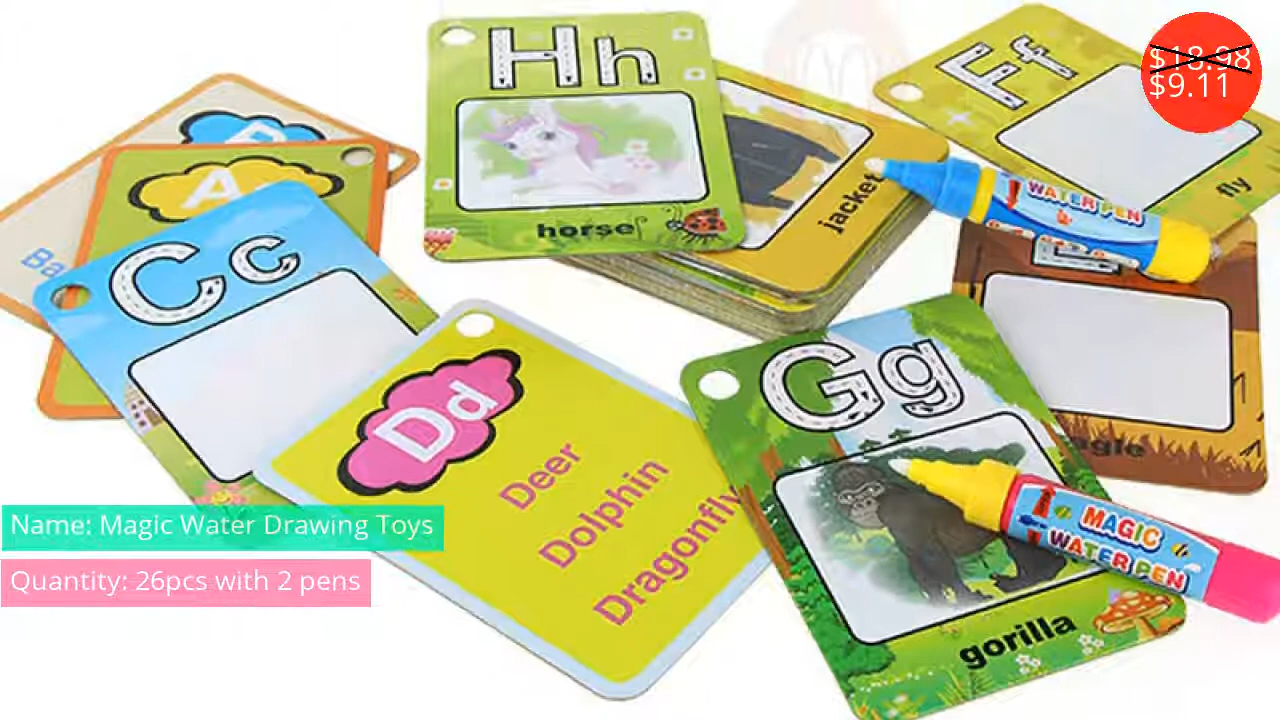 $18.98
$9.11
Hh
horse
jacket
Ff
fly
WATER PEN
A
Cc
Dd
Deer
Dolphin
Dragonfly
Gg
gorilla
MAGIC
WATER PEN
Name: Magic Water Drawing Toys
Quantity: 26pcs with 2 pens